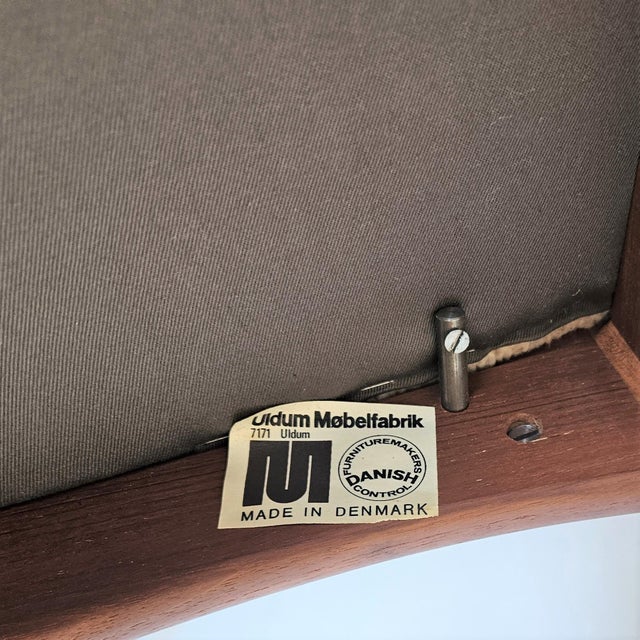 Uldum Møbelfabrik
7171 Uldum
FURNITUREMAKERS
DANISH
CONTROL
MADE IN DENMARK